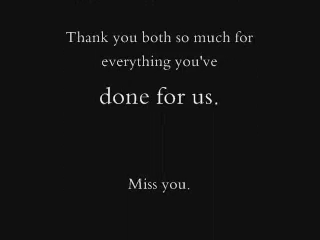 Thank you both so much for
everything you've
done for us.
Miss you.